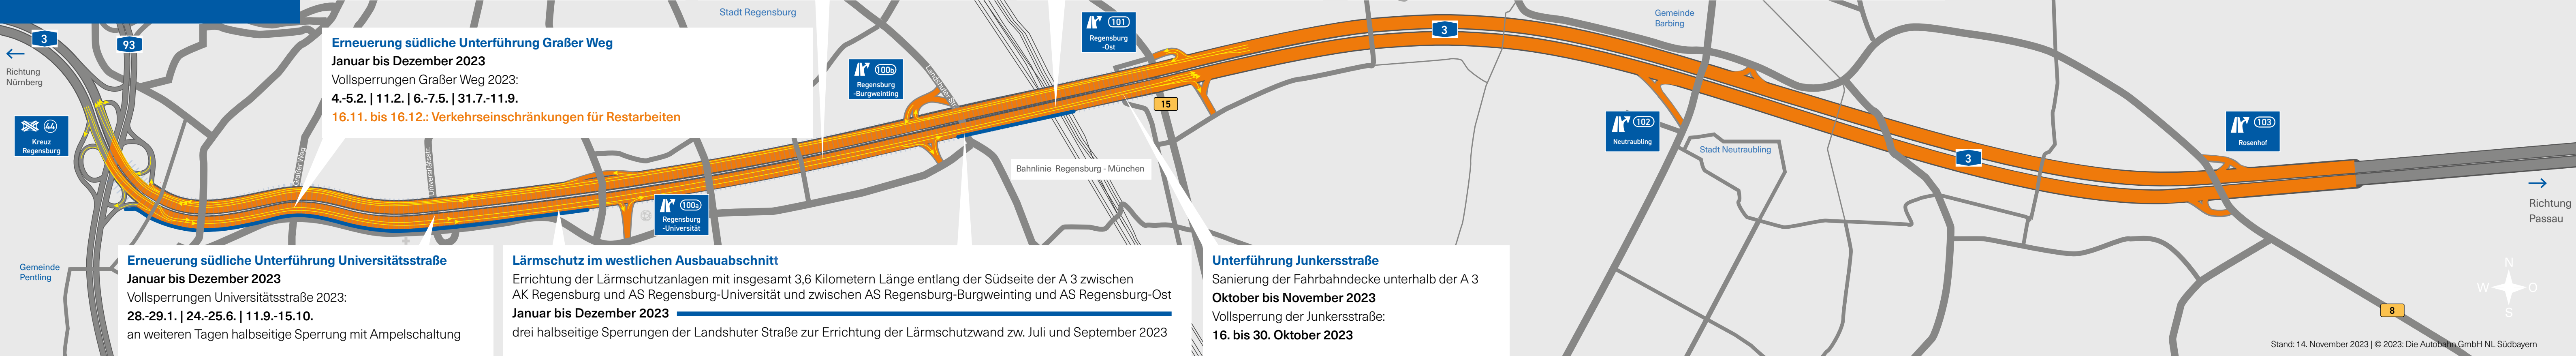 3
93
Richtung
Nürnberg
44
Kreuz
Regensburg
Gemeinde
Pentling
Erneuerung südliche Unterführung Graßer Weg
Januar bis Dezember 2023
Vollsperrungen Graßer Weg 2023:
4.-5.2. | 11.2. | 6.-7.5. | 31.7.-11.9.
16.11. bis 16.12.: Verkehrseinschränkungen für Restarbeiten
Graßer Weg
Universitätsstr.
Stadt Regensburg
100b
Regensburg
-Burgweinting
Landshuter Str.
101
Regensburg
-Ost
15
Bahnlinie Regensburg - München
100a
Regensburg
-Universität
3
Gemeinde
Barbing
102
Neutraubling
Stadt Neutraubling
3
103
Rosenhof
Richtung
Passau
Erneuerung südliche Unterführung Universitätsstraße
Januar bis Dezember 2023
Vollsperrungen Universitätsstraße 2023:
28.-29.1. | 24.-25.6. | 11.9.-15.10.
an weiteren Tagen halbseitige Sperrung mit Ampelschaltung
Lärmschutz im westlichen Ausbauabschnitt
Errichtung der Lärmschutzanlagen mit insgesamt 3,6 Kilometern Länge entlang der Südseite der A 3 zwischen
AK Regensburg und AS Regensburg-Universität und zwischen AS Regensburg-Burgweinting und AS Regensburg-Ost
Januar bis Dezember 2023
drei halbseitige Sperrungen der Landshuter Straße zur Errichtung der Lärmschutzwand zw. Juli und September 2023
Unterführung Junkersstraße
Sanierung der Fahrbahndecke unterhalb der A 3
Oktober bis November 2023
Vollsperrung der Junkersstraße:
16. bis 30. Oktober 2023
N
W O
S
8
Stand: 14. November 2023 | © 2023: Die Autobahn GmbH NL Südbayern